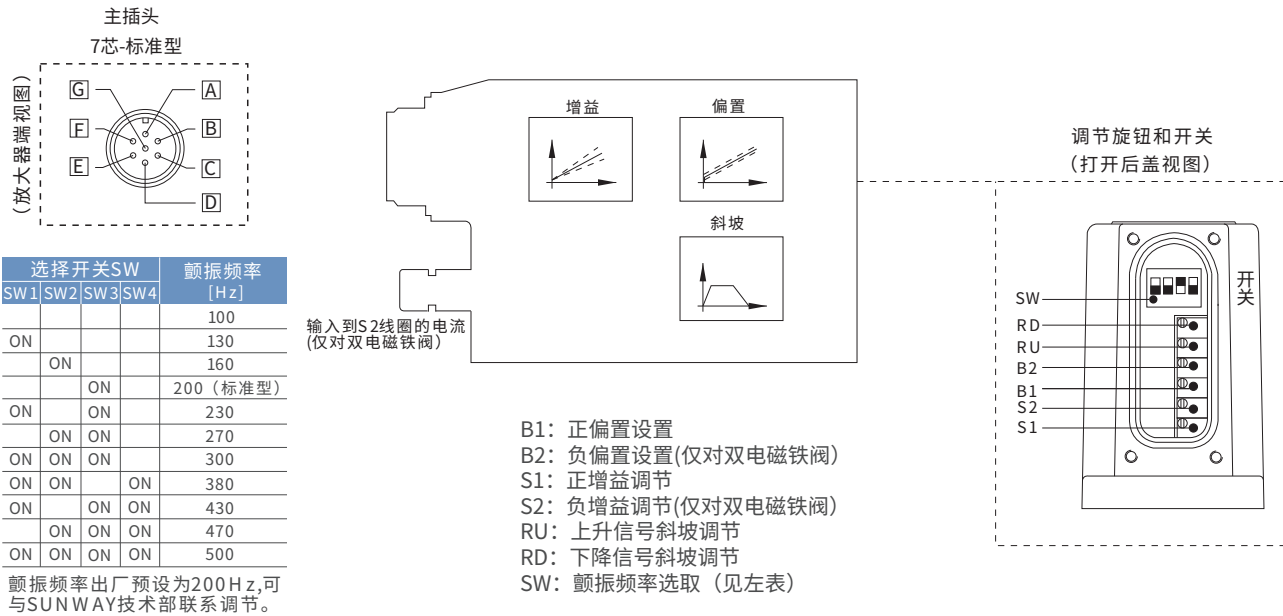 主插头
7芯-标准型
（放大器端视图）
G
A
F
B
E
C
D
选择开关SW 颤振频率
SW1 SW2 SW3 SW4 [Hz]
100
ON 130
ON 160
ON 200（标准型）
ON ON 230
ON ON 270
ON ON ON 300
ON ON ON 380
ON ON ON 430
ON ON ON 470
ON ON ON ON 500
颤振频率出厂预设为200Hz,可
与SUNWAY技术部联系调节。
增益
偏置
斜坡
输入到S2线圈的电流
(仅对双电磁铁阀）
B1：正偏置设置
B2：负偏置设置(仅对双电磁铁阀）
S1：正增益调节
S2：负增益调节(仅对双电磁铁阀）
RU：上升信号斜坡调节
RD：下降信号斜坡调节
SW：颤振频率选取（见左表）
调节旋钮和开关
（打开后盖视图）
开关
SW
RD
RU
B2
B1
S2
S1